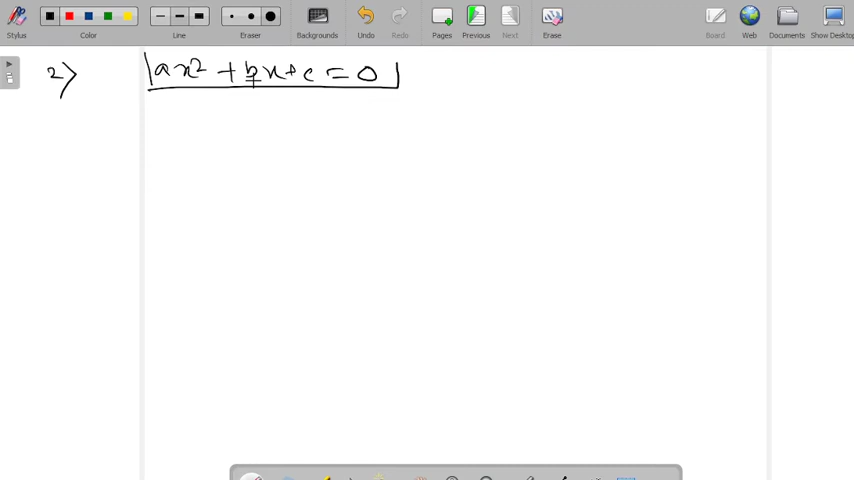 Stylus Color Line Eraser Backgrounds Undo Redo Pages Previous Next Erase Board Web Documents Show Desktop
2) ax² + bx + c = 0